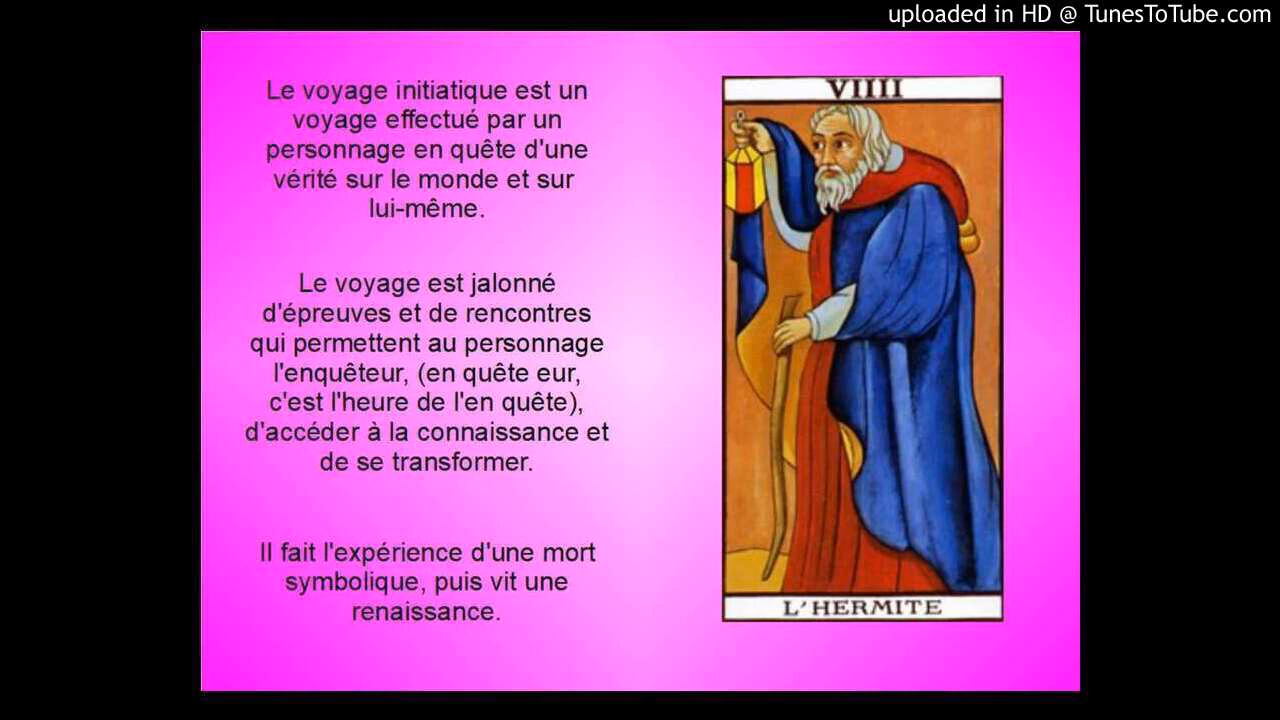 uploaded in HD @ TunesToTube.com
Le voyage initiatique est un
voyage effectué par un
personnage en quête d'une
vérité sur le monde et sur
lui-même.
Le voyage est jalonné
d'épreuves et de rencontres
qui permettent au personnage
l'enquêteur, (en quête eur,
c'est l'heure de l'en quête),
d'accéder à la connaissance et
de se transformer.
Il fait l'expérience d'une mort
symbolique, puis vit une
renaissance.
VIIII
L'HERMITE